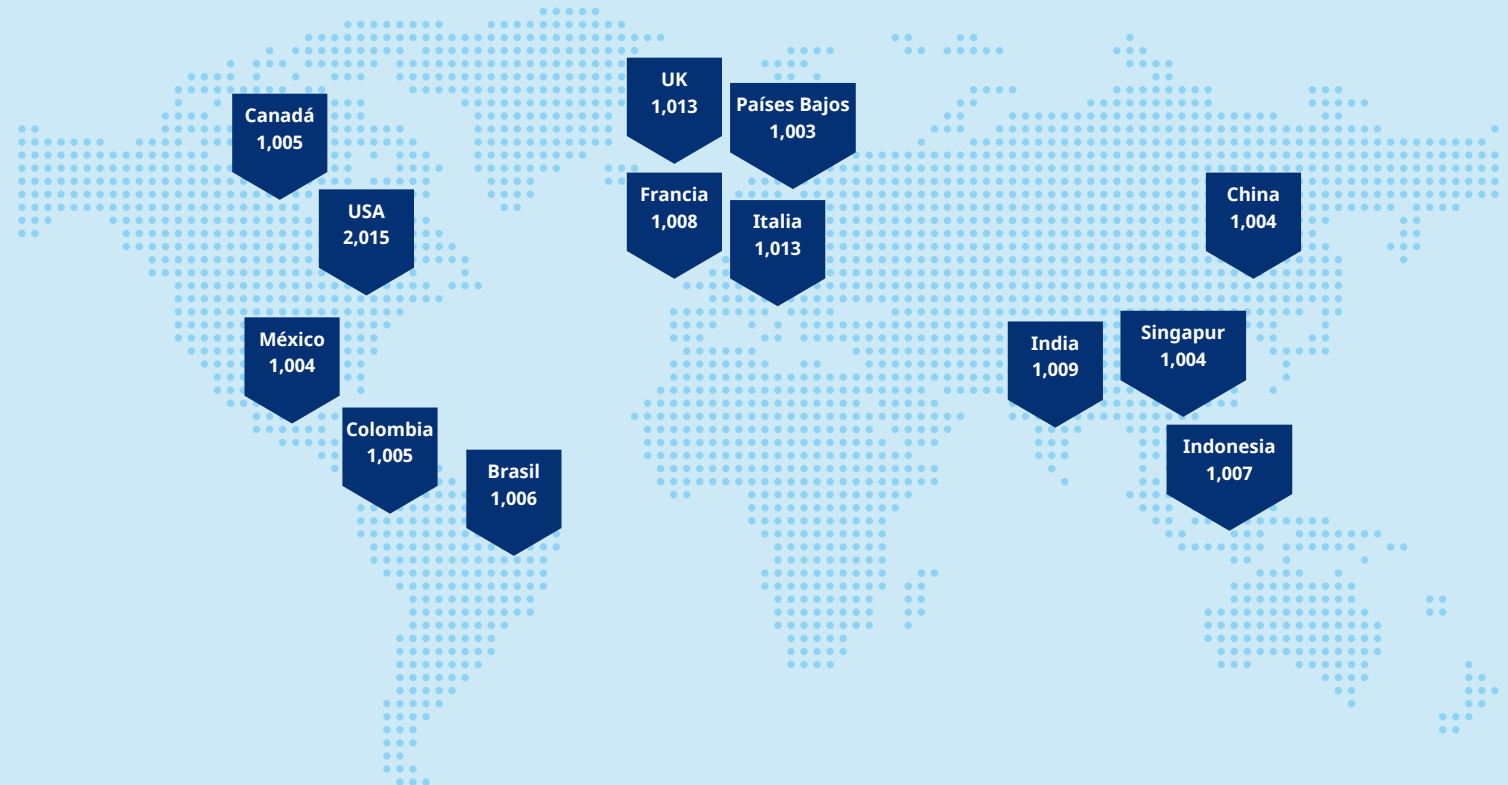 UK
1,013
Países Bajos
1,003
Canadá
1,005
Francia
1,008
China
1,004
USA
2,015
Italia
1,013
Singapur
1,004
México
1,004
India
1,009
Colombia
1,005
Indonesia
1,007
Brasil
1,006